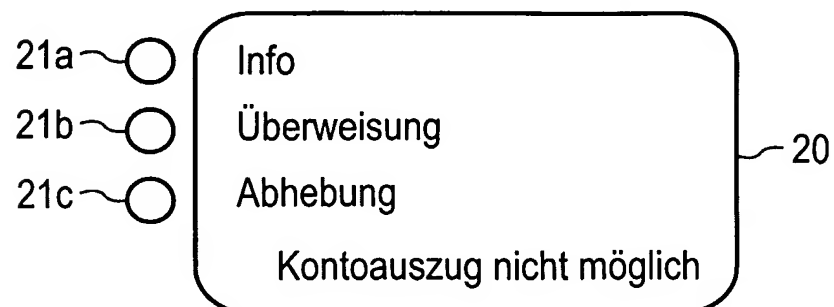 21a Info
21b Überweisung
20
21c Abhebung
Kontoauszug nicht möglich